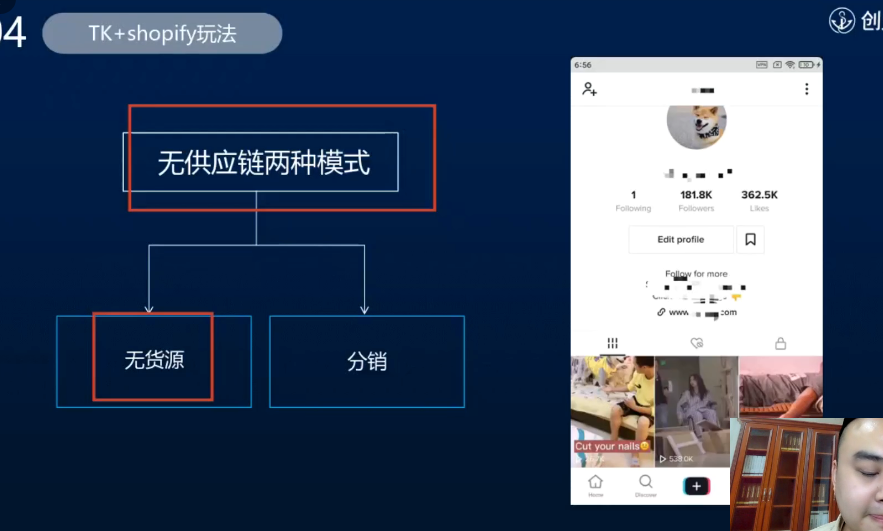 04
TK+shopify玩法
创
无供应链两种模式
无货源
分销
6:56
1
181.8K
362.5K
Following
Followers
Likes
Edit profile
Follow for more
www.
.com
Cut your nails
538.0K
Home
Discover